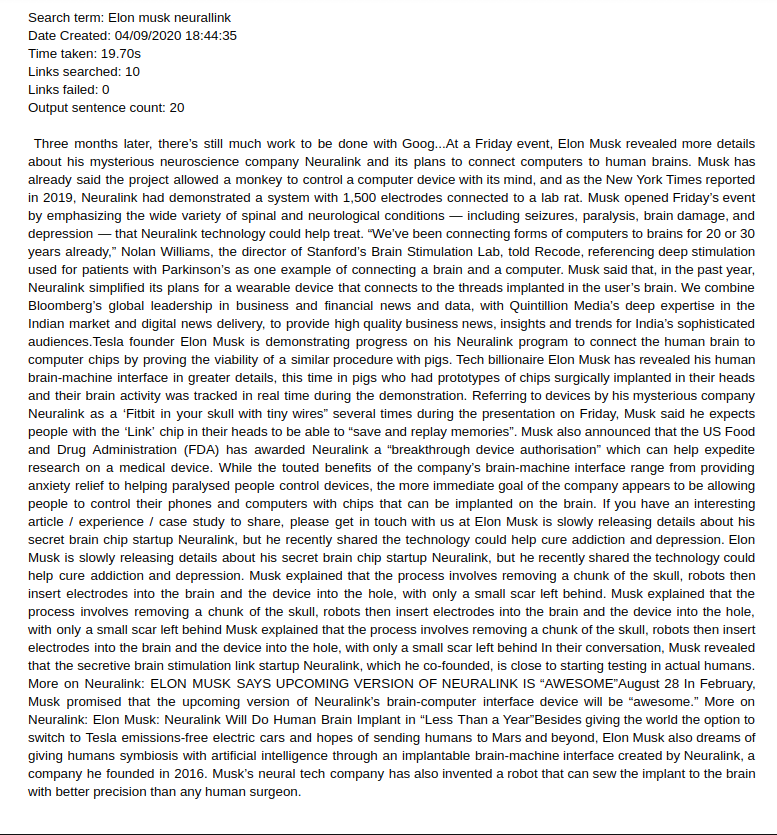 Search term: Elon musk neurallink
Date Created: 04/09/2020 18:44:35
Time taken: 19.70s
Links searched: 10
Links failed: 0
Output sentence count: 20
Three months later, there's still much work to be done with Goog...At a Friday event, Elon Musk revealed more details
about his mysterious neuroscience company Neuralink and its plans to connect computers to human brains. Musk has
already said the project allowed a monkey to control a computer device with its mind, and as the New York Times reported
in 2019, Neuralink had demonstrated a system with 1,500 electrodes connected to a lab rat. Musk opened Friday's event
by emphasizing the wide variety of spinal and neurological conditions — including seizures, paralysis, brain damage, and
depression — that Neuralink technology could help treat. “We've been connecting forms of computers to brains for 20 or 30
years already,” Nolan Williams, the director of Stanford's Brain Stimulation Lab, told Recode, referencing deep stimulation
used for patients with Parkinson's as one example of connecting a brain and a computer. Musk said that, in the past year,
Neuralink simplified its plans for a wearable device that connects to the threads implanted in the user's brain. We combine
Bloomberg's global leadership in business and financial news and data, with Quintillion Media's deep expertise in the
Indian market and digital news delivery, to provide high quality business news, insights and trends for India's sophisticated
audiences.Tesla founder Elon Musk is demonstrating progress on his Neuralink program to connect the human brain to
computer chips by proving the viability of a similar procedure with pigs. Tech billionaire Elon Musk has revealed his human
brain-machine interface in greater details, this time in pigs who had prototypes of chips surgically implanted in their heads
and their brain activity was tracked in real time during the demonstration. Referring to devices by his mysterious company
Neuralink as a ‘Fitbit in your skull with tiny wires” several times during the presentation on Friday, Musk said he expects
people with the ‘Link’ chip in their heads to be able to “save and replay memories”. Musk also announced that the US Food
and Drug Administration (FDA) has awarded Neuralink a “breakthrough device authorisation” which can help expedite
research on a medical device. While the touted benefits of the company's brain-machine interface range from providing
anxiety relief to helping paralysed people control devices, the more immediate goal of the company appears to be allowing
people to control their phones and computers with chips that can be implanted on the brain. If you have an interesting
article / experience / case study to share, please get in touch with us at Elon Musk is slowly releasing details about his
secret brain chip startup Neuralink, but he recently shared the technology could help cure addiction and depression. Elon
Musk is slowly releasing details about his secret brain chip startup Neuralink, but he recently shared the technology could
help cure addiction and depression. Musk explained that the process involves removing a chunk of the skull, robots then
insert electrodes into the brain and the device into the hole, with only a small scar left behind. Musk explained that the
process involves removing a chunk of the skull, robots then insert electrodes into the brain and the device into the hole,
with only a small scar left behind Musk explained that the process involves removing a chunk of the skull, robots then insert
electrodes into the brain and the device into the hole, with only a small scar left behind In their conversation, Musk revealed
that the secretive brain stimulation link startup Neuralink, which he co-founded, is close to starting testing in actual humans.
More on Neuralink: ELON MUSK SAYS UPCOMING VERSION OF NEURALINK IS “AWESOME”August 28 In February,
Musk promised that the upcoming version of Neuralink's brain-computer interface device will be “awesome.” More on
Neuralink: Elon Musk: Neuralink Will Do Human Brain Implant in “Less Than a Year”Besides giving the world the option to
switch to Tesla emissions-free electric cars and hopes of sending humans to Mars and beyond, Elon Musk also dreams of
giving humans symbiosis with artificial intelligence through an implantable brain-machine interface created by Neuralink, a
company he founded in 2016. Musk's neural tech company has also invented a robot that can sew the implant to the brain
with better precision than any human surgeon.